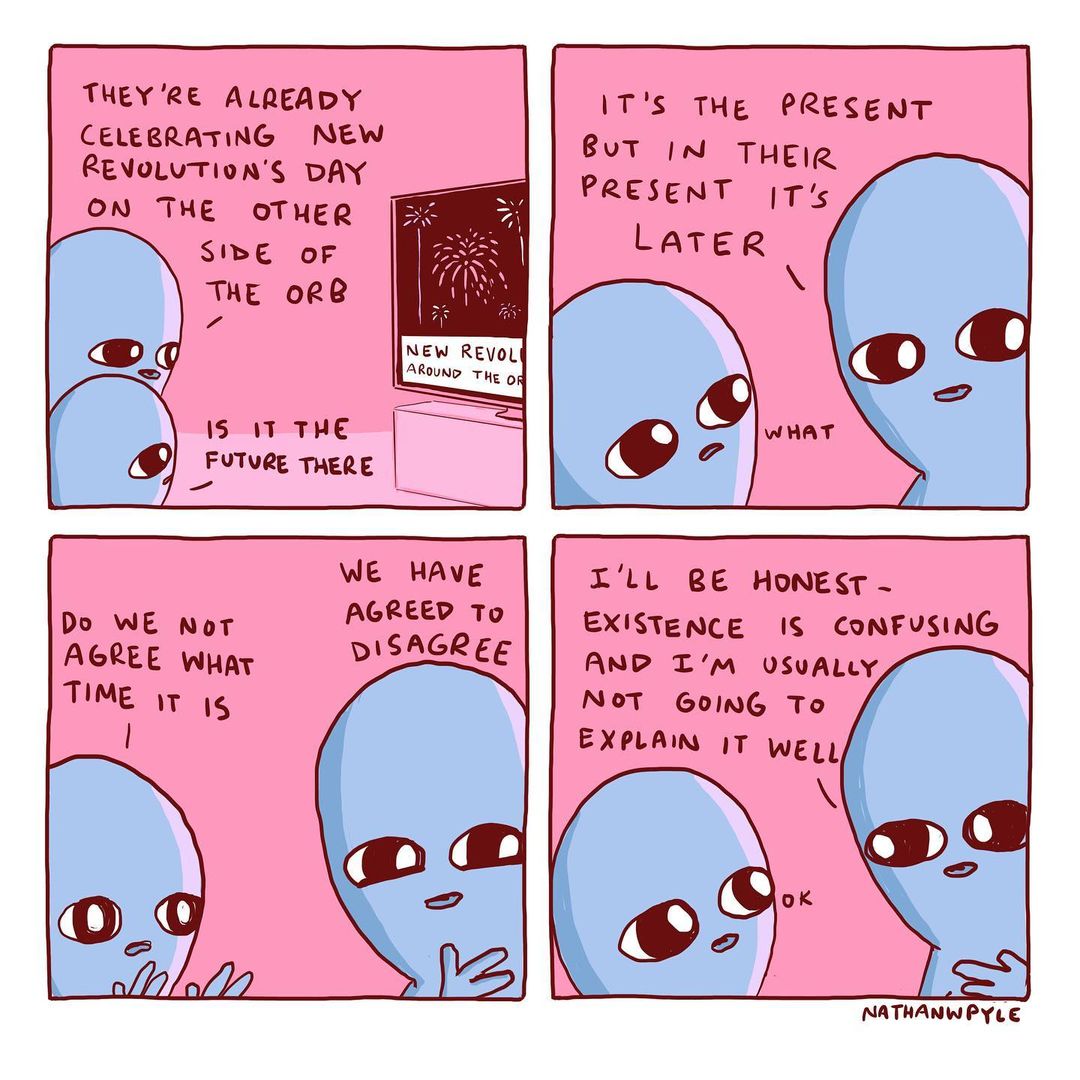 THEY'RE ALREADY
CELEBRATING NEW
REVOLUTION'S DAY
ON THE OTHER
SIDE OF
THE ORB
NEW REVOLU
AROUND THE OR
IS IT THE
FUTURE THERE
IT'S THE PRESENT
BUT IN THEIR
PRESENT IT'S
LATER
WHAT
DO WE NOT
AGREE WHAT
TIME IT IS
WE HAVE
AGREED TO
DISAGREE
I'LL BE HONEST -
EXISTENCE IS CONFUSING
AND I'M USUALLY
NOT GOING TO
EXPLAIN IT WELL
OK
NATHANWPYLE